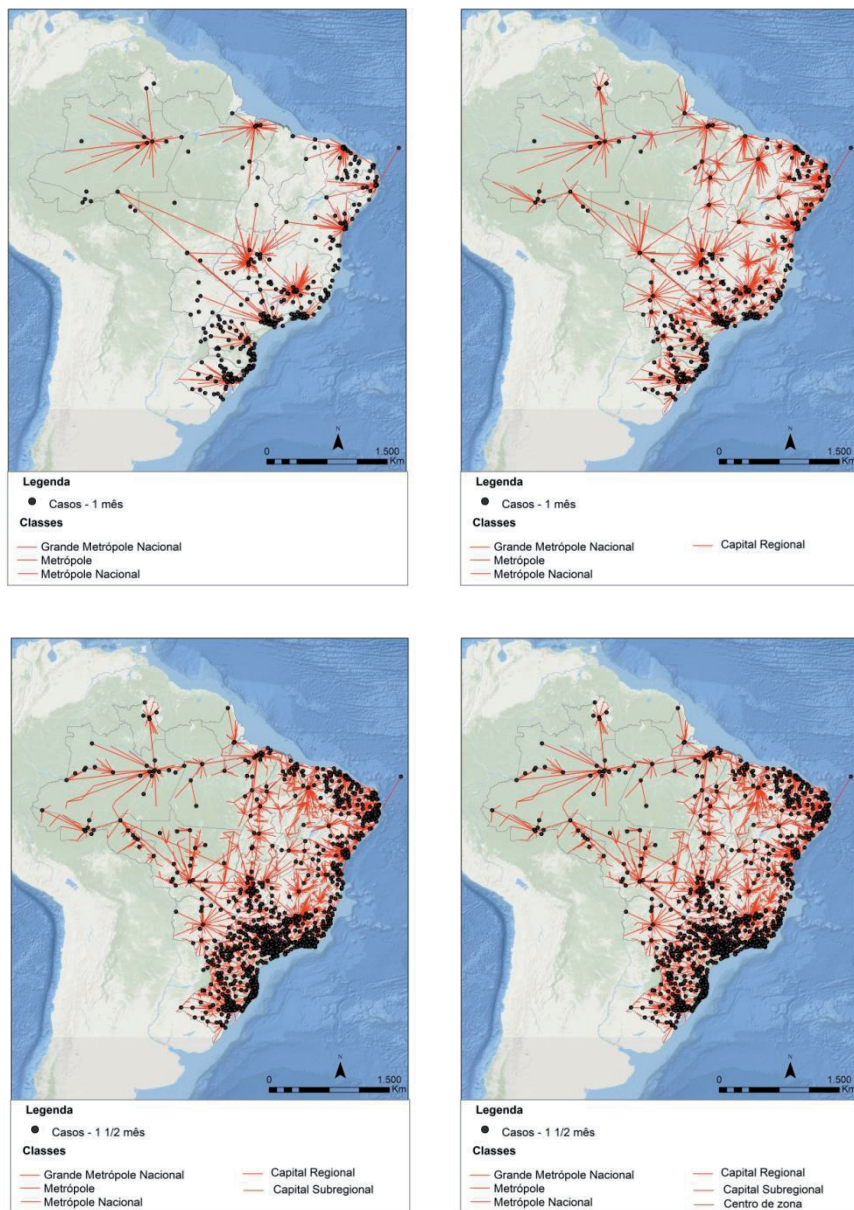 N
0 1.500
Km
Legenda
Casos - 1 mês
Classes
Grande Metrópole Nacional
Metrópole
Metrópole Nacional
N
0 1.500
Km
Legenda
Casos - 1 mês
Classes
Grande Metrópole Nacional Capital Regional
Metrópole
Metrópole Nacional
N
0 1.500
Km
Legenda
Casos - 1 1/2 mês
Classes
Grande Metrópole Nacional Capital Regional
Metrópole Capital Subregional
Metrópole Nacional
N
0 1.500
Km
Legenda
Casos - 1 1/2 mês
Classes
Grande Metrópole Nacional Capital Regional
Metrópole Capital Subregional
Metrópole Nacional Centro de zona